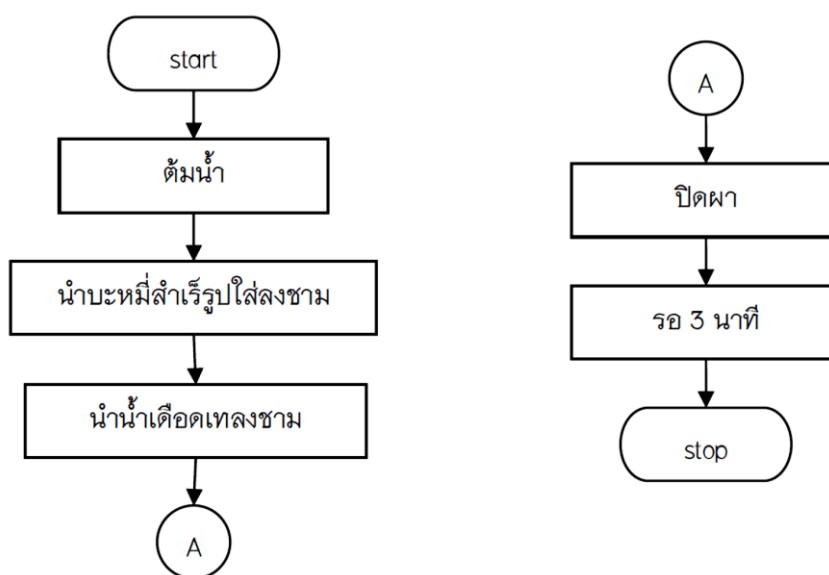 start
ต้มน้ำ
นำบะหมี่สำเร็รูปใส่ลงชาม
นำน้ำเดือดเทลงชาม
A
A
ปิดผา
รอ 3 นาที
stop